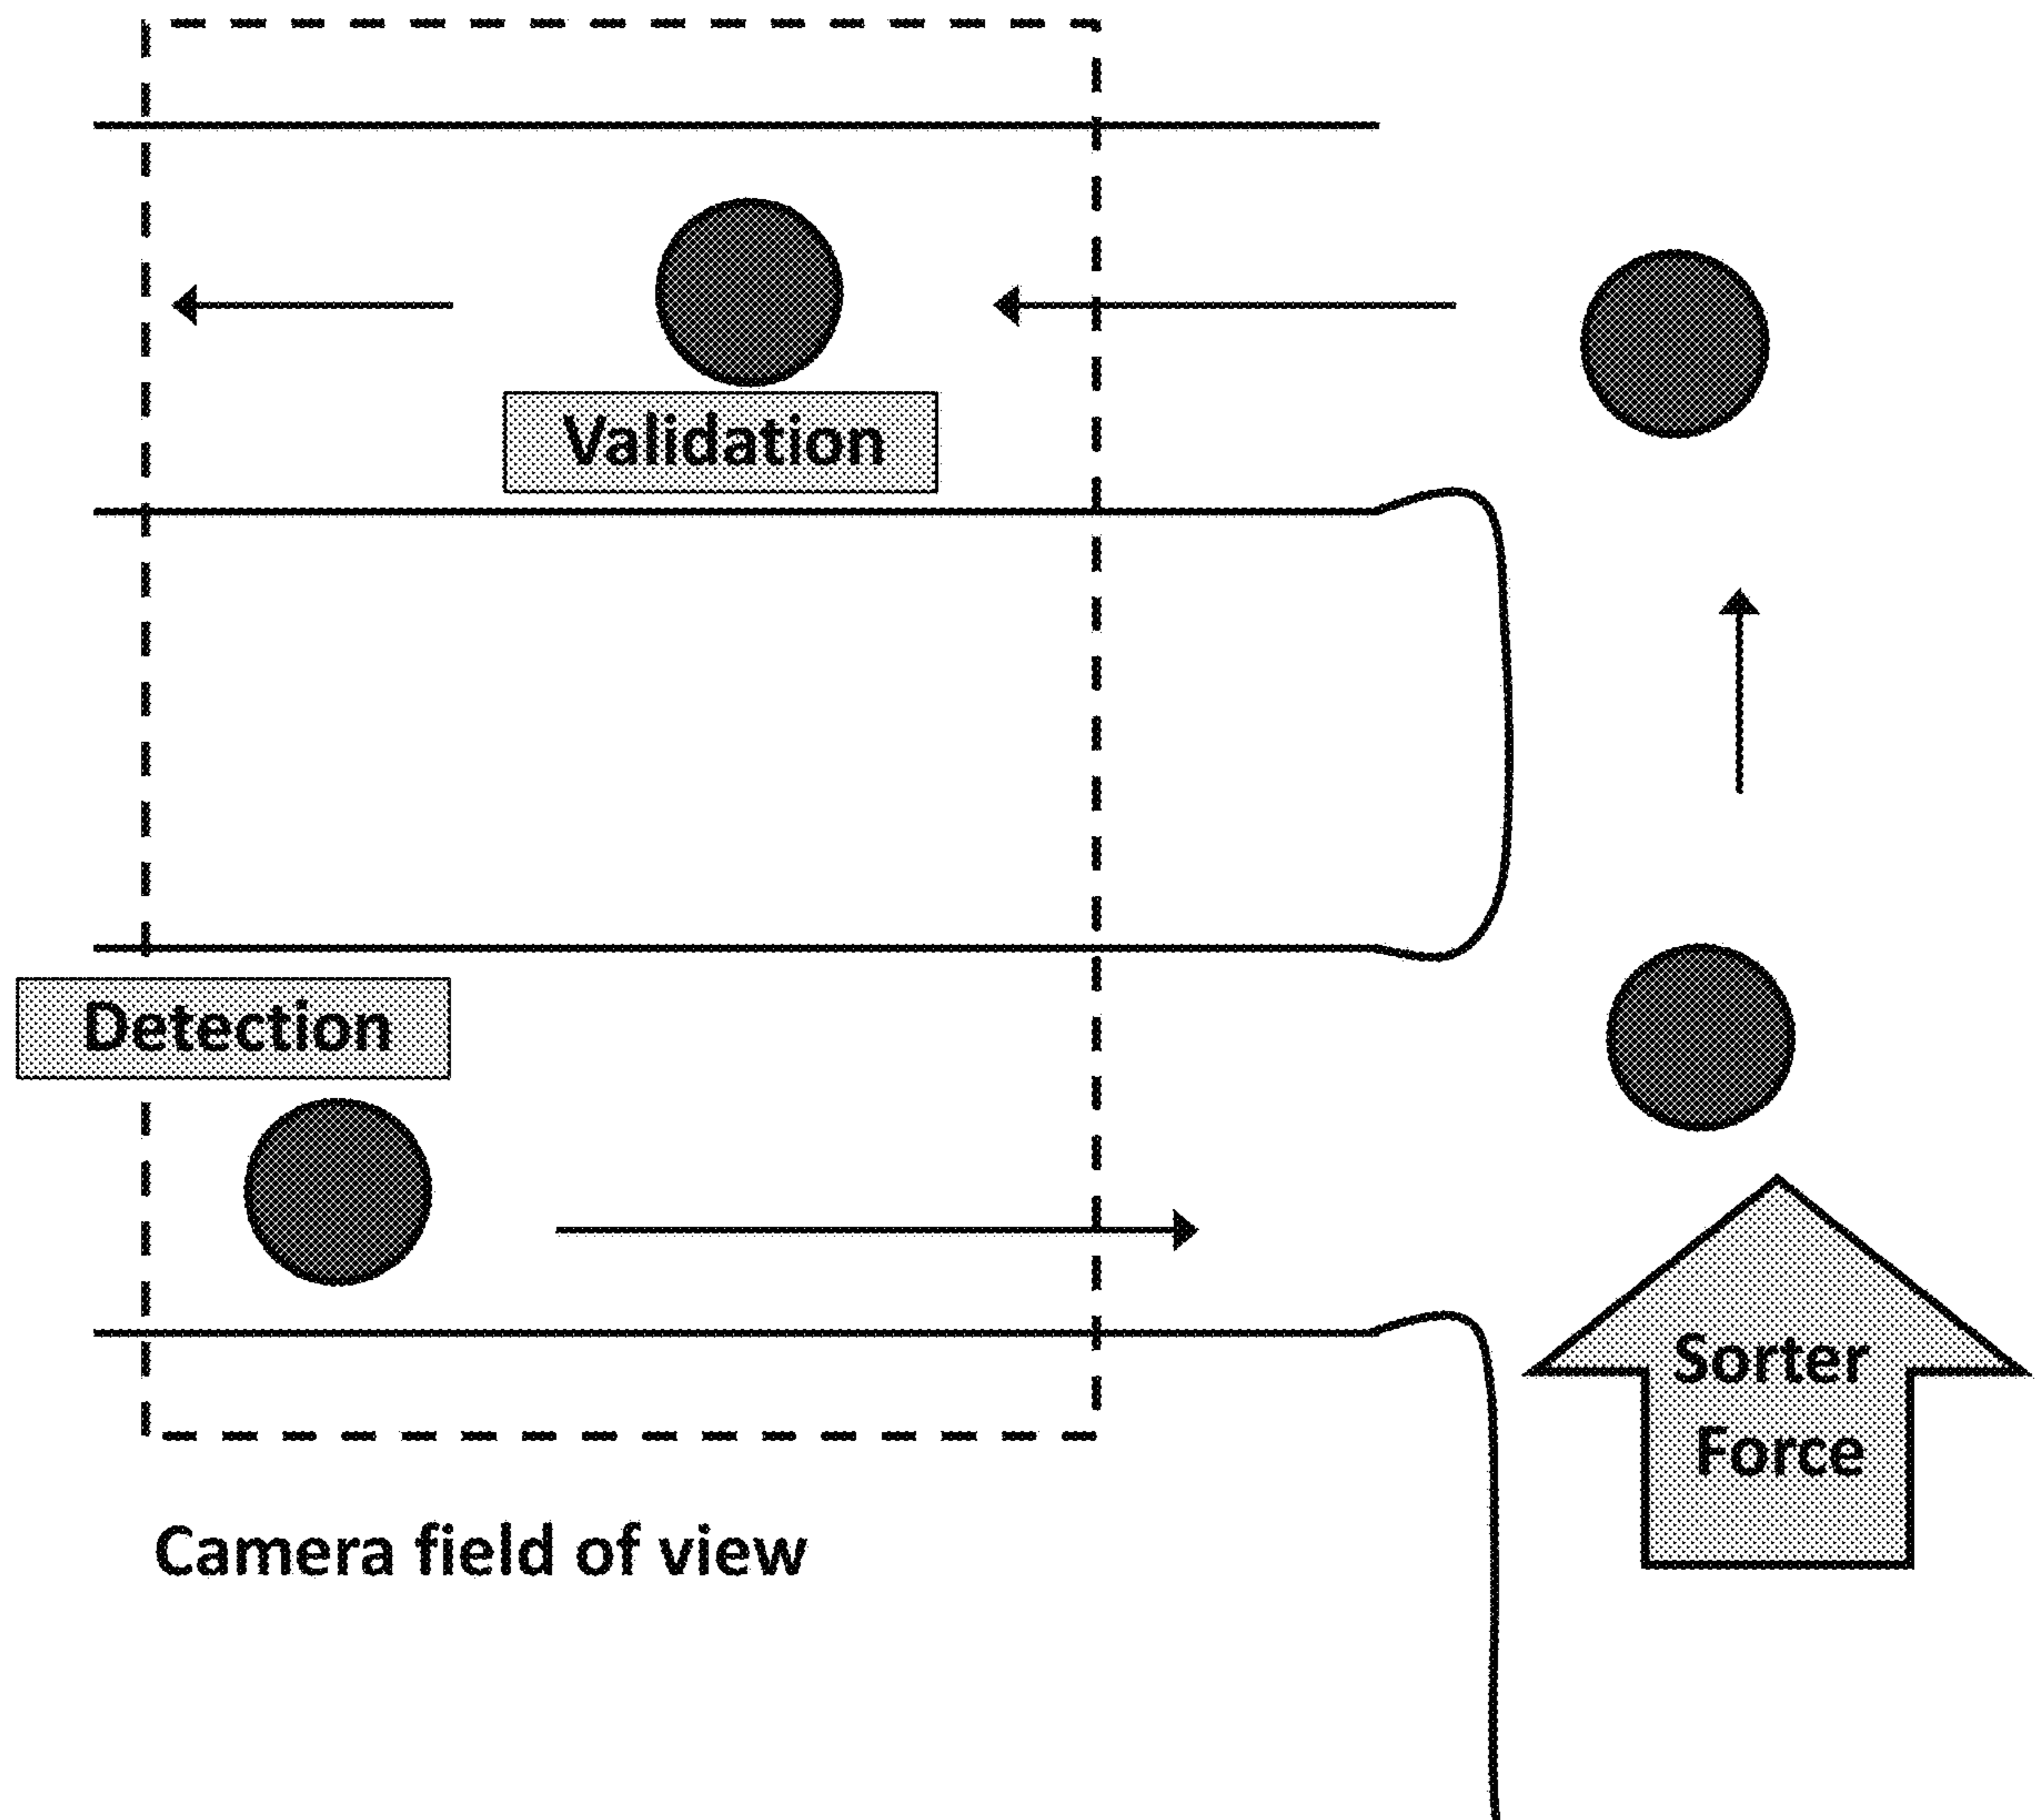 Validation
Detection
Sorter
Force
Camera field of view